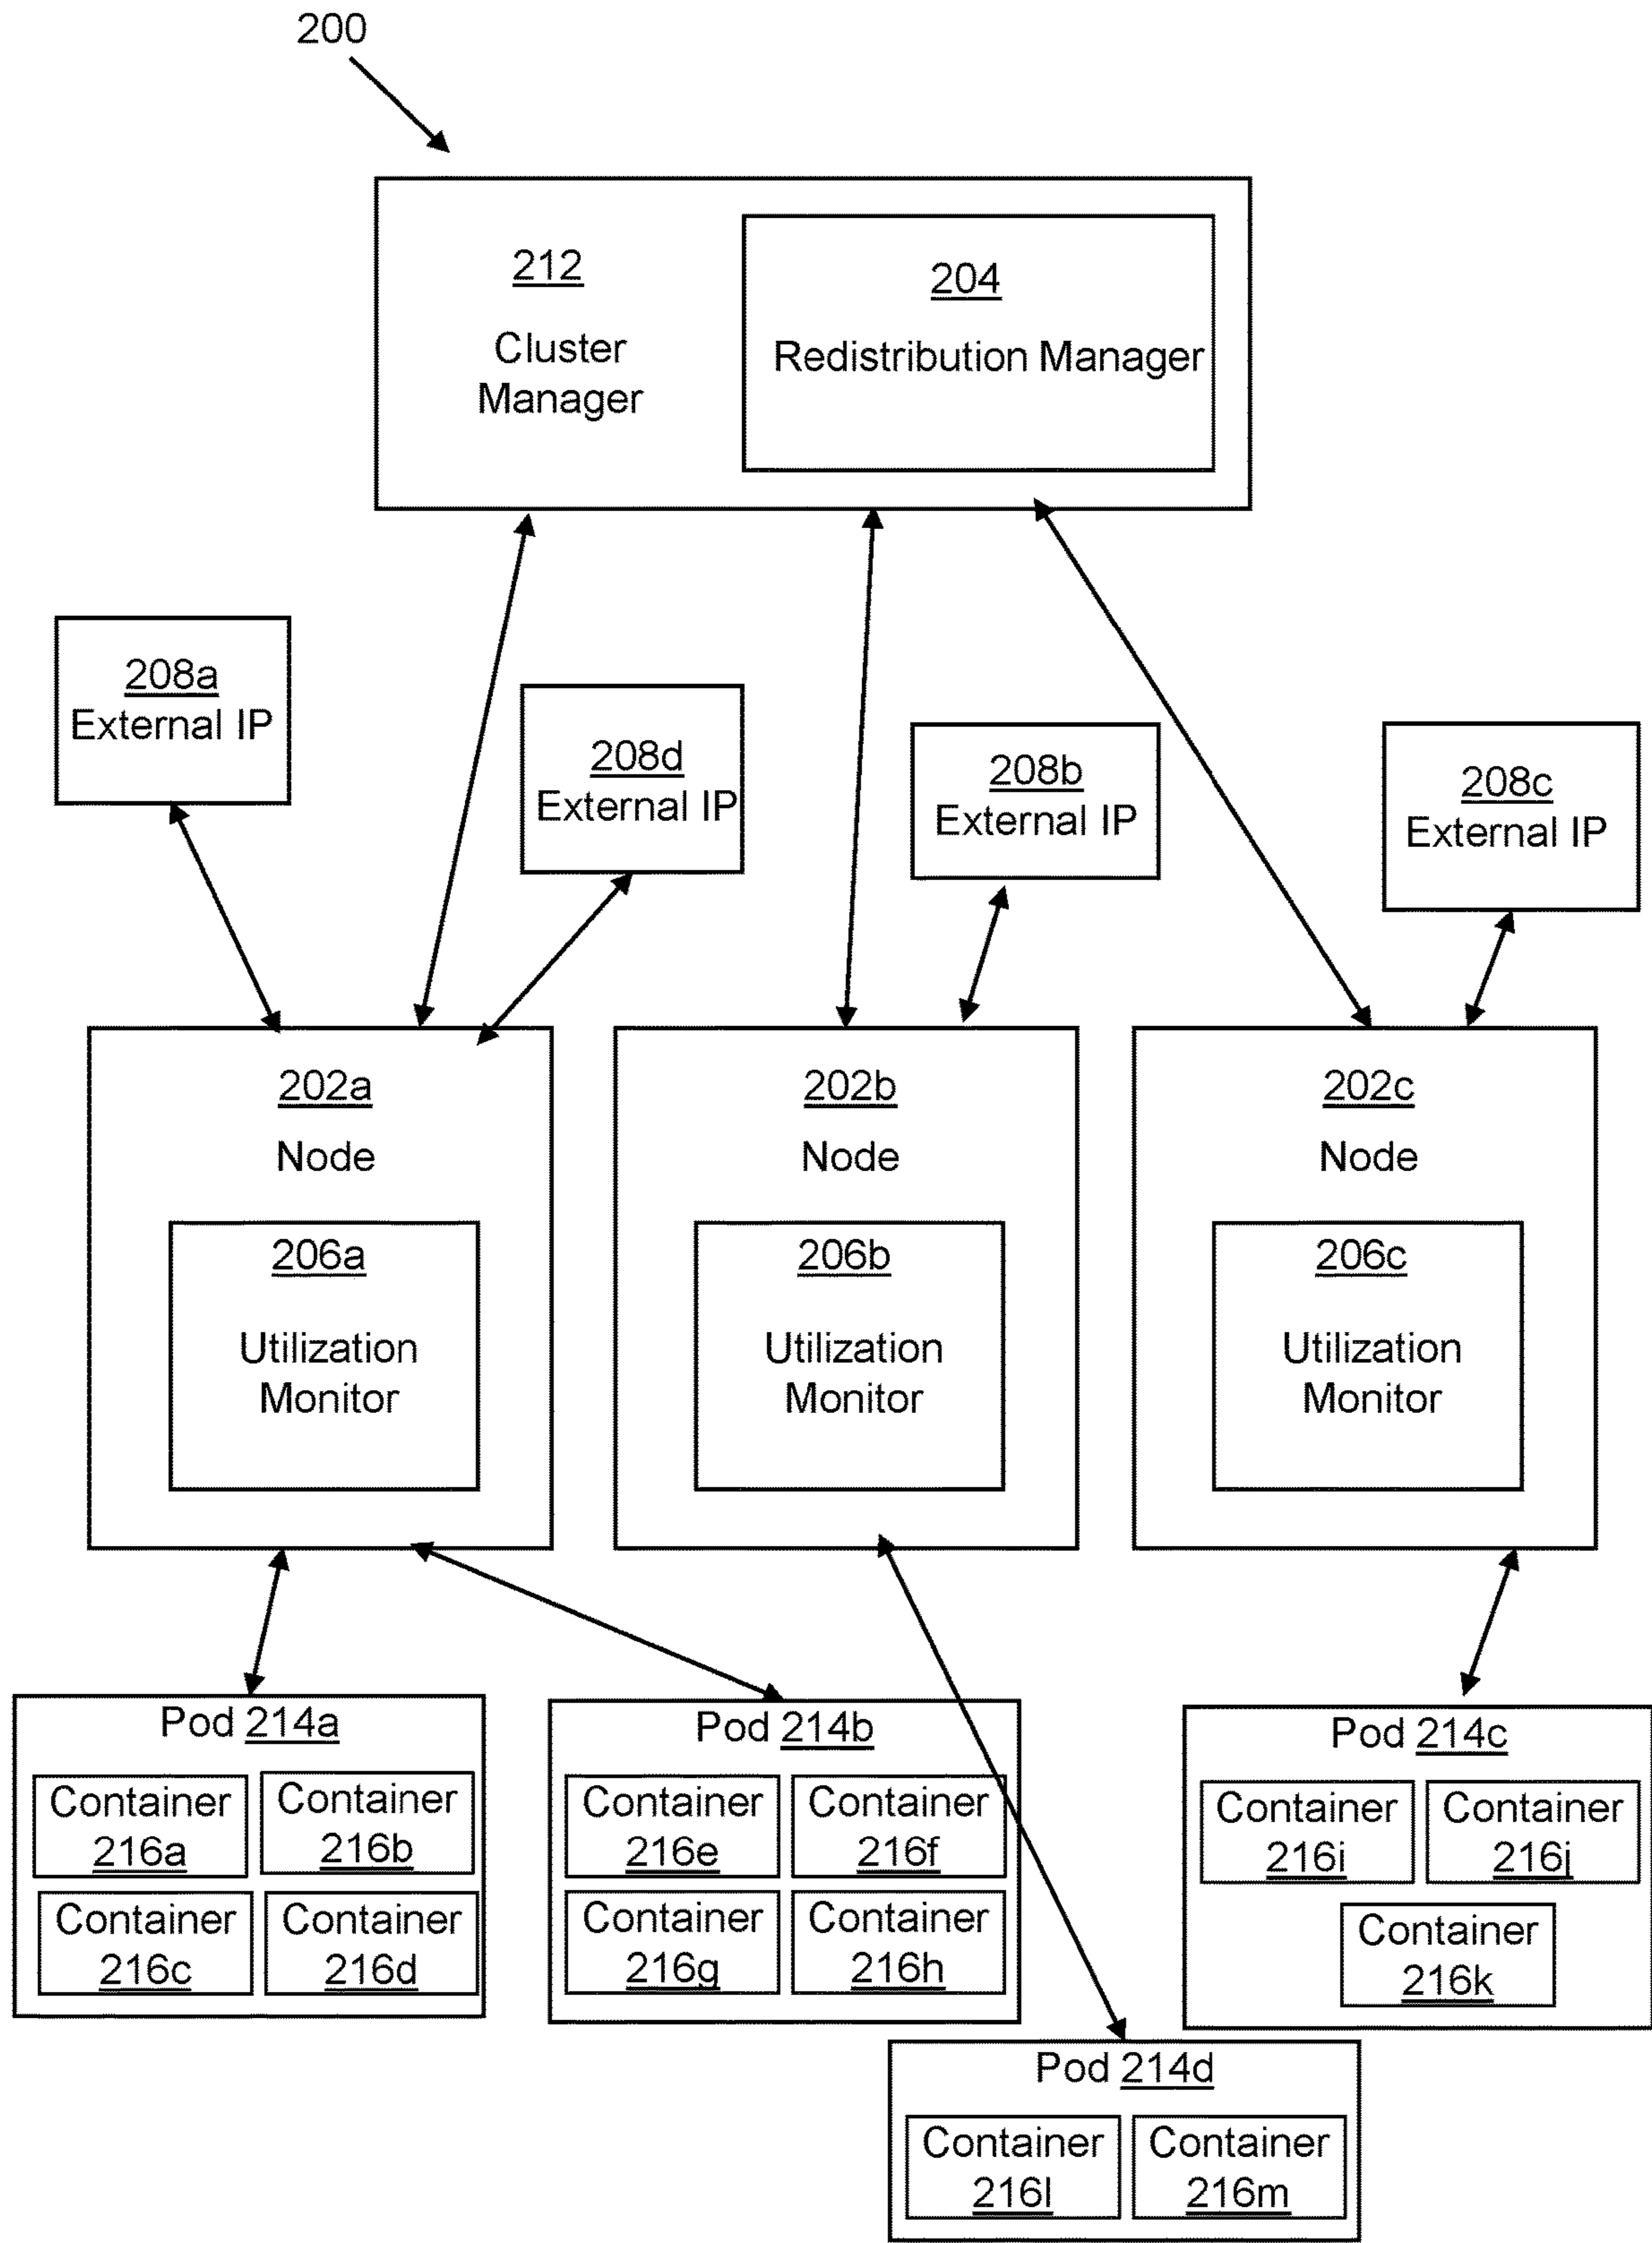 200
212
Cluster
Manager
204
Redistribution Manager
208a
External IP
208d
External IP
208b
External IP
208c
External IP
202a
Node
206a
Utilization
Monitor
202b
Node
206b
Utilization
Monitor
202c
Node
206c
Utilization
Monitor
Pod 214a
Container
216a
Container
216b
Container
216c
Container
216d
Pod 214b
Container
216e
Container
216f
Container
216g
Container
216h
Pod 214c
Container
216i
Container
216j
Container
216k
Pod 214d
Container
216l
Container
216m